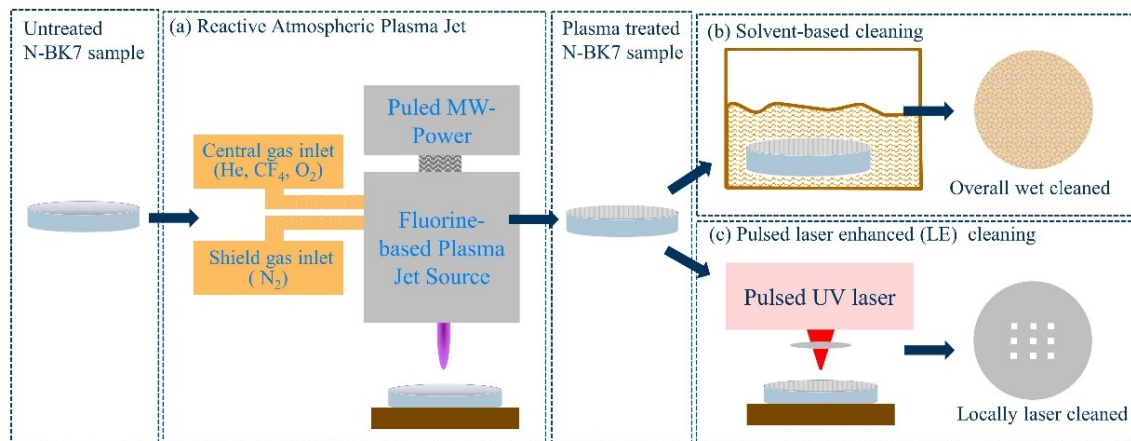 Untreated
N-BK7 sample
(a) Reactive Atmospheric Plasma Jet
Puled MW-
Power
Central gas inlet
(He, CF₄, O₂)
Fluorine-
based Plasma
Jet Source
Shield gas inlet
( N₂)
Plasma treated
N-BK7 sample
(b) Solvent-based cleaning
Overall wet cleaned
(c) Pulsed laser enhanced (LE) cleaning
Pulsed UV laser
Locally laser cleaned